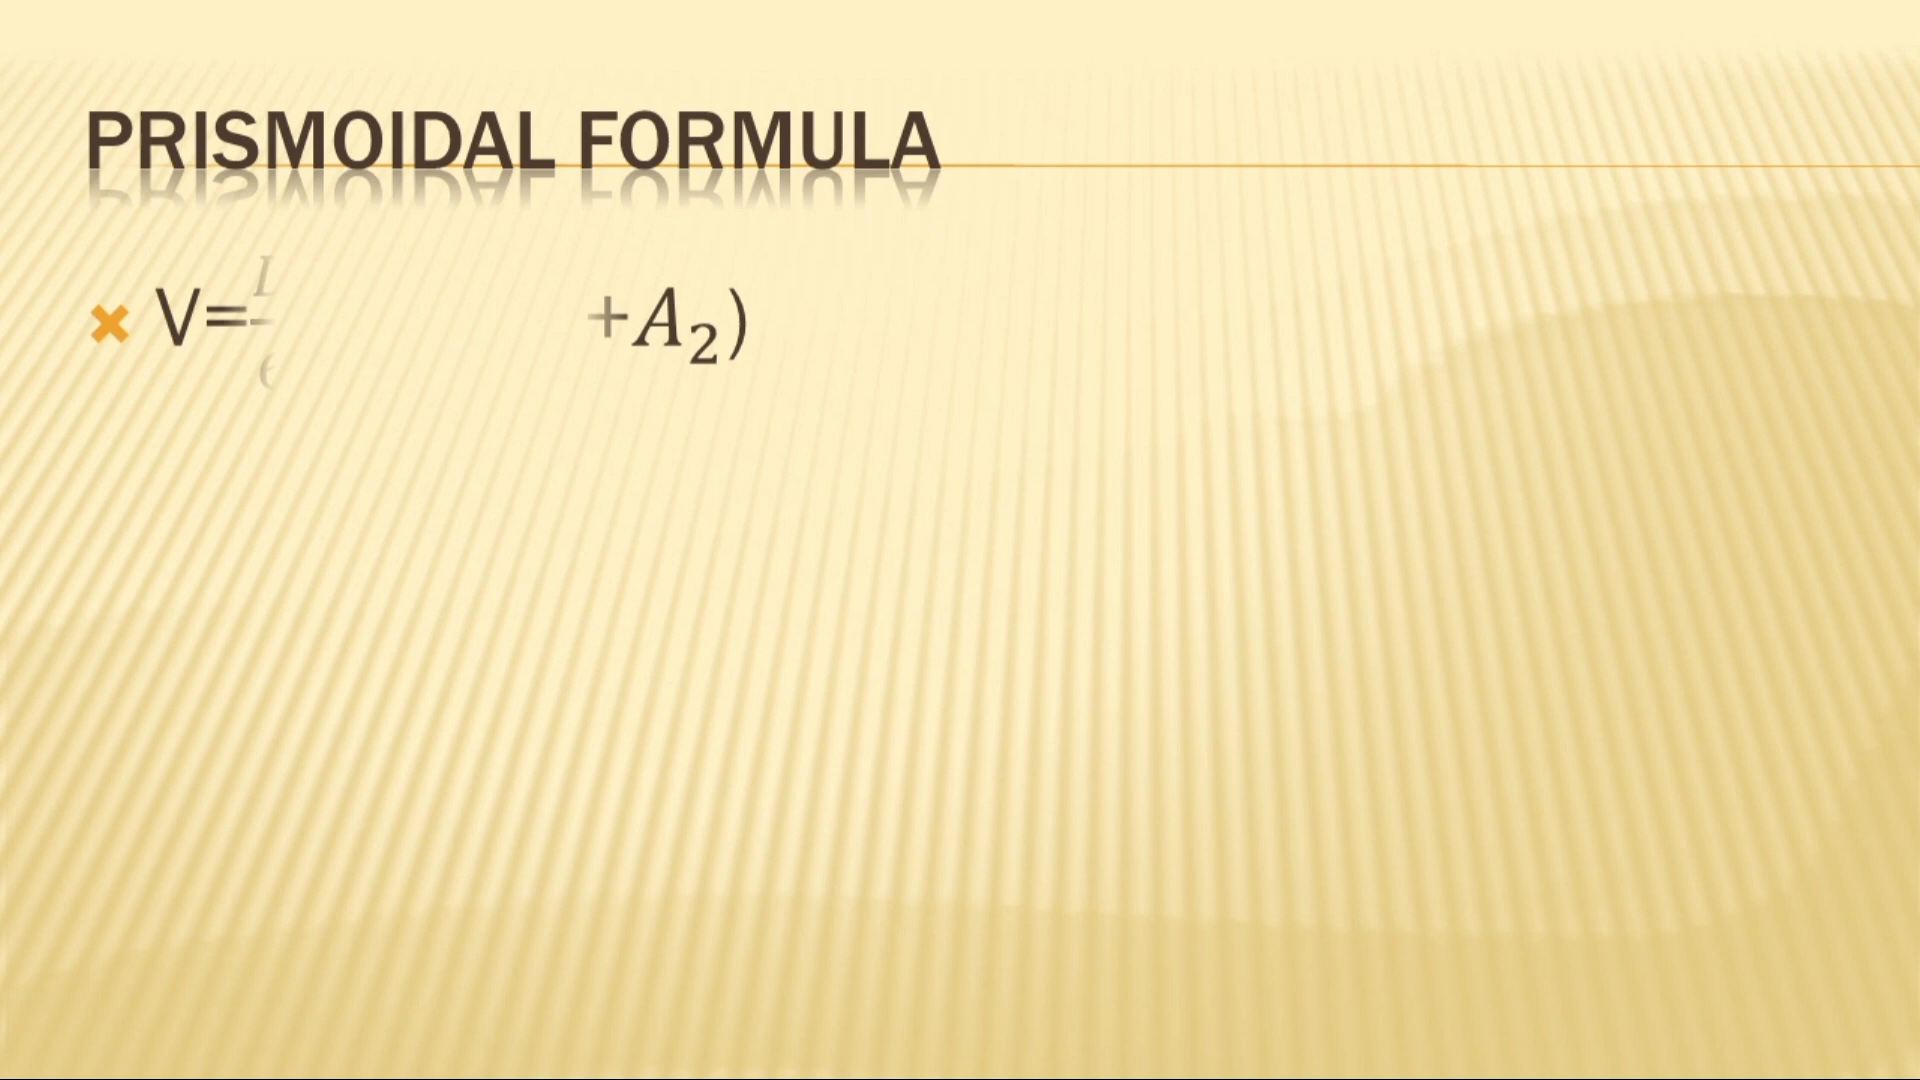 PRISMOIDAL FORMULA
V= +A₂)